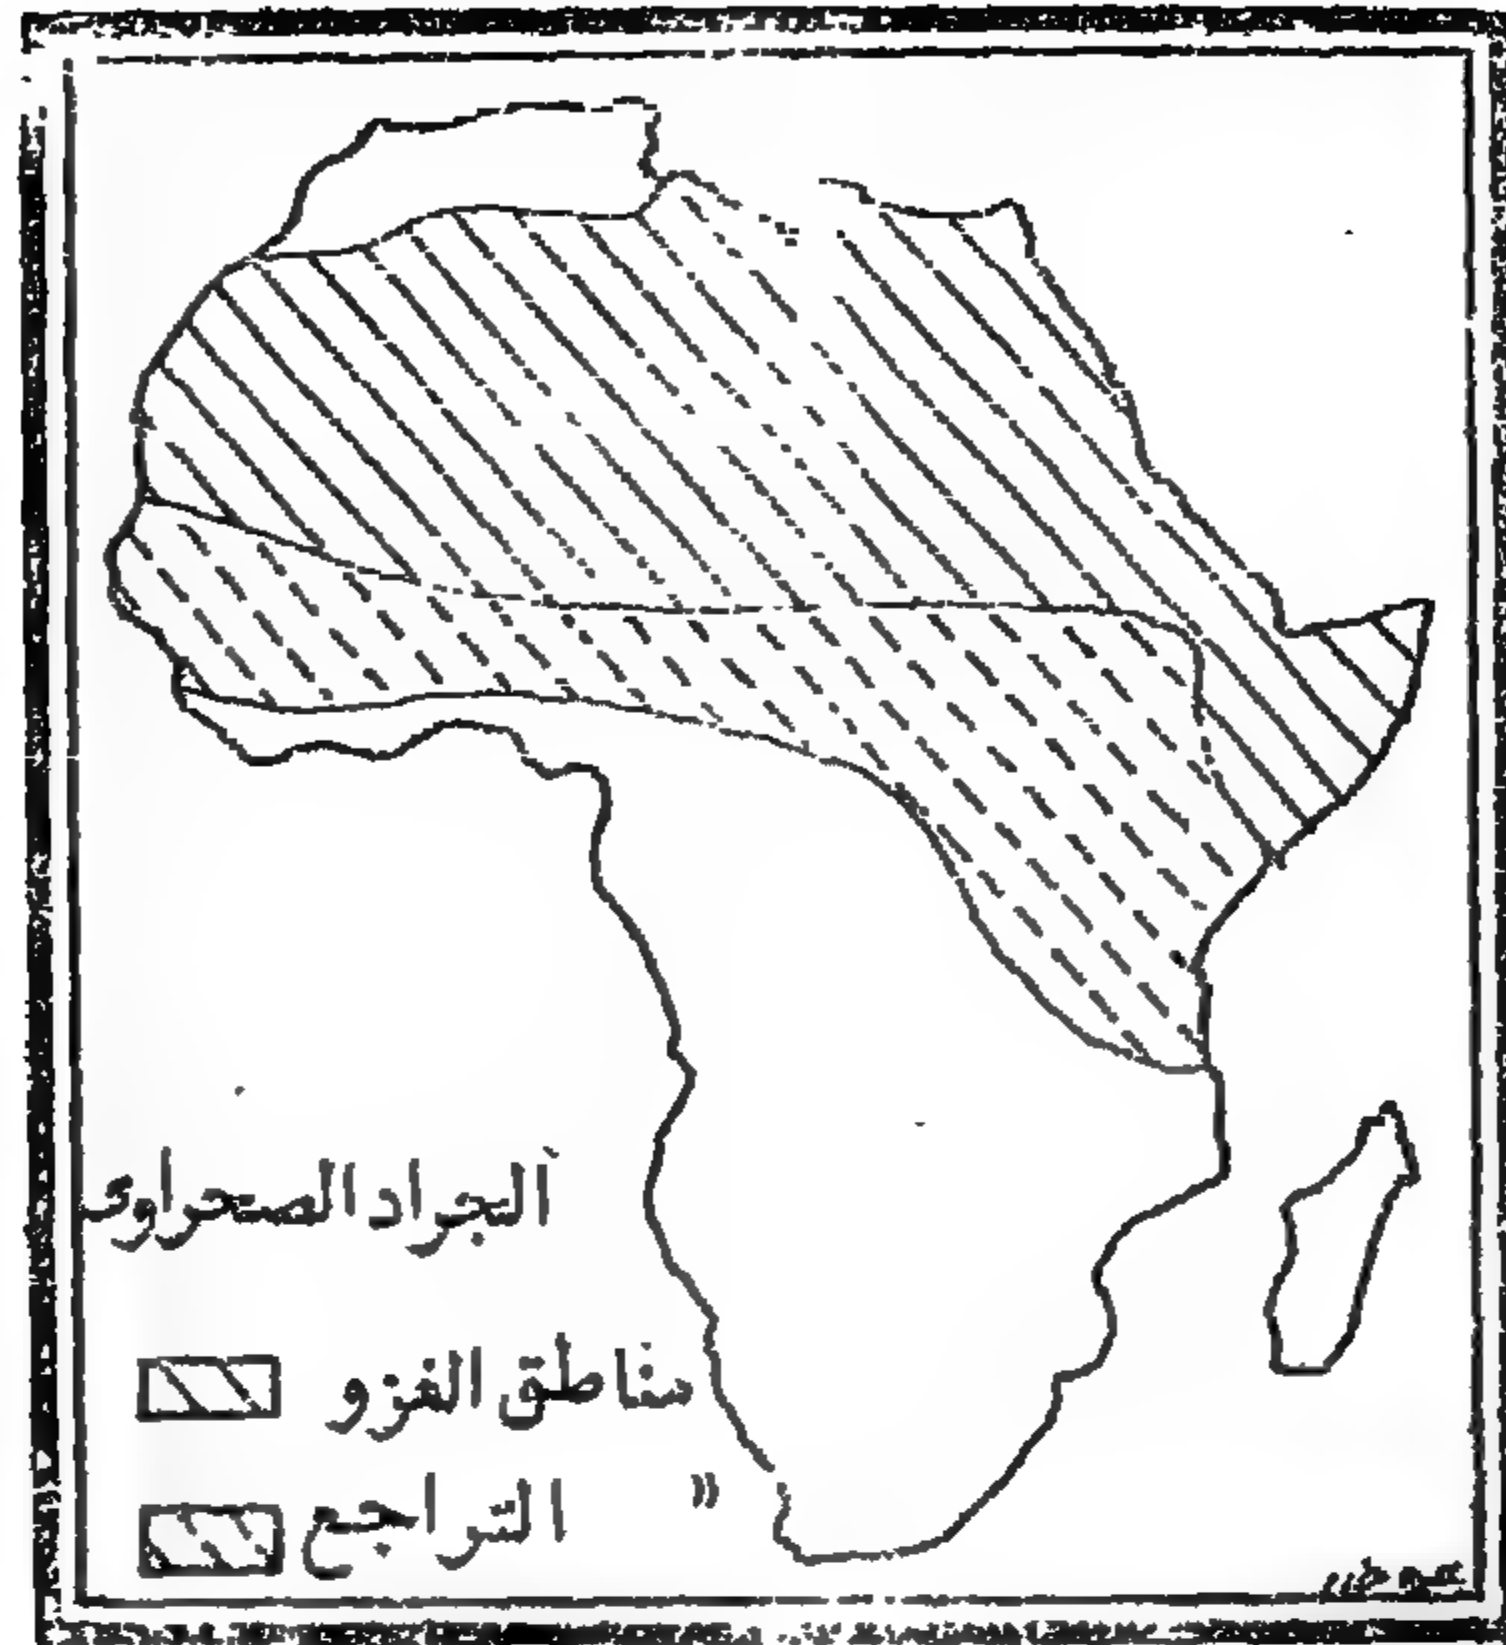 الجراد الصحراوى
مناطق الغزو
" التراجع